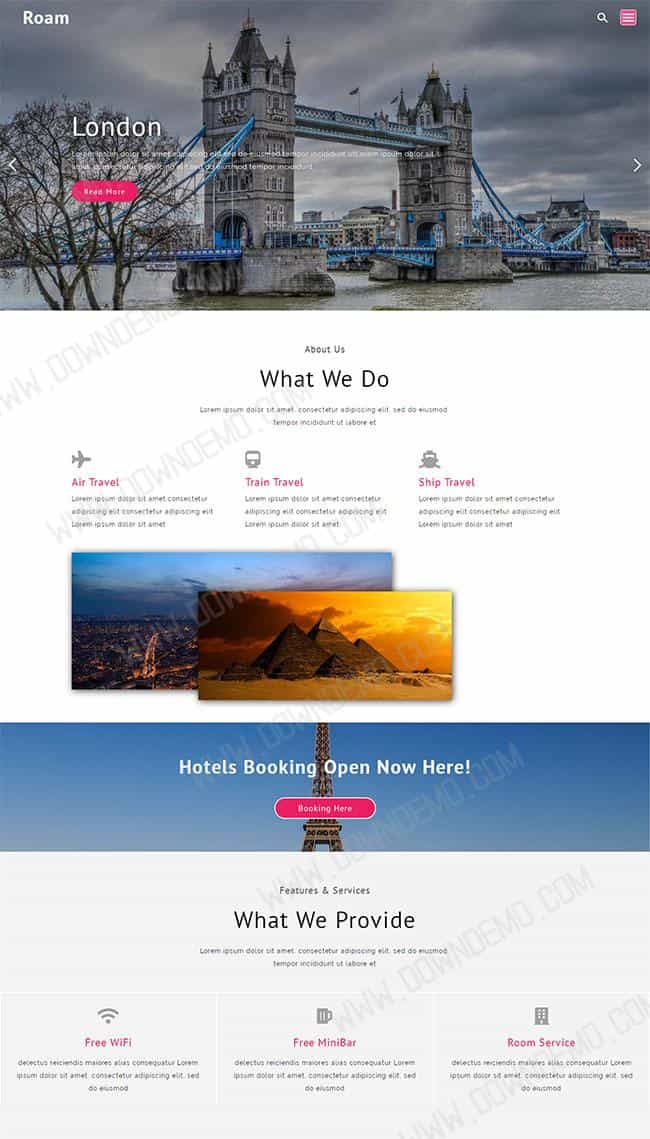 Roam
London
Lorem ipsum dolor sit amet adipiscing elit sed do eiusmod tempor incididunt utt enim ipsum dolor sit
amet, consectetur adipiscing elit sed do eiusmod tempor incididunt
Read More
About Us
What We Do
Lorem ipsum dolor sit amet, consectetur adipiscing elit, sed do eiusmod
tempor incididunt ut labore et
Air Travel
Lorem ipsum dolor sit amet consectetur
adipiscing elit consectetur adipiscing elit
Lorem ipsum dolor sit amet
Train Travel
Lorem ipsum dolor sit amet consectetur
adipiscing elit consectetur adipiscing elit
Lorem ipsum dolor sit amet
Ship Travel
Lorem ipsum dolor sit amet consectetur
adipiscing elit consectetur adipiscing elit
Lorem ipsum dolor sit amet
Hotels Booking Open Now Here!
Booking Here
Features & Services
What We Provide
Lorem ipsum dolor sit amet, consectetur adipiscing elit, sed do eiusmod
tempor incididunt ut labore et
Free WiFi
delectus reiciendis maiores alias consequatur Lorem
ipsum dolor sit amet, consectetur adipiscing elit, sed
do eiusmod
Free MiniBar
delectus reiciendis maiores alias consequatur Lorem
ipsum dolor sit amet, consectetur adipiscing elit, sed
do eiusmod
Room Service
delectus reiciendis maiores alias consequatur Lorem
ipsum dolor sit amet, consectetur adipiscing elit, sed
do eiusmod
WWW.DOWNDEMO.COM